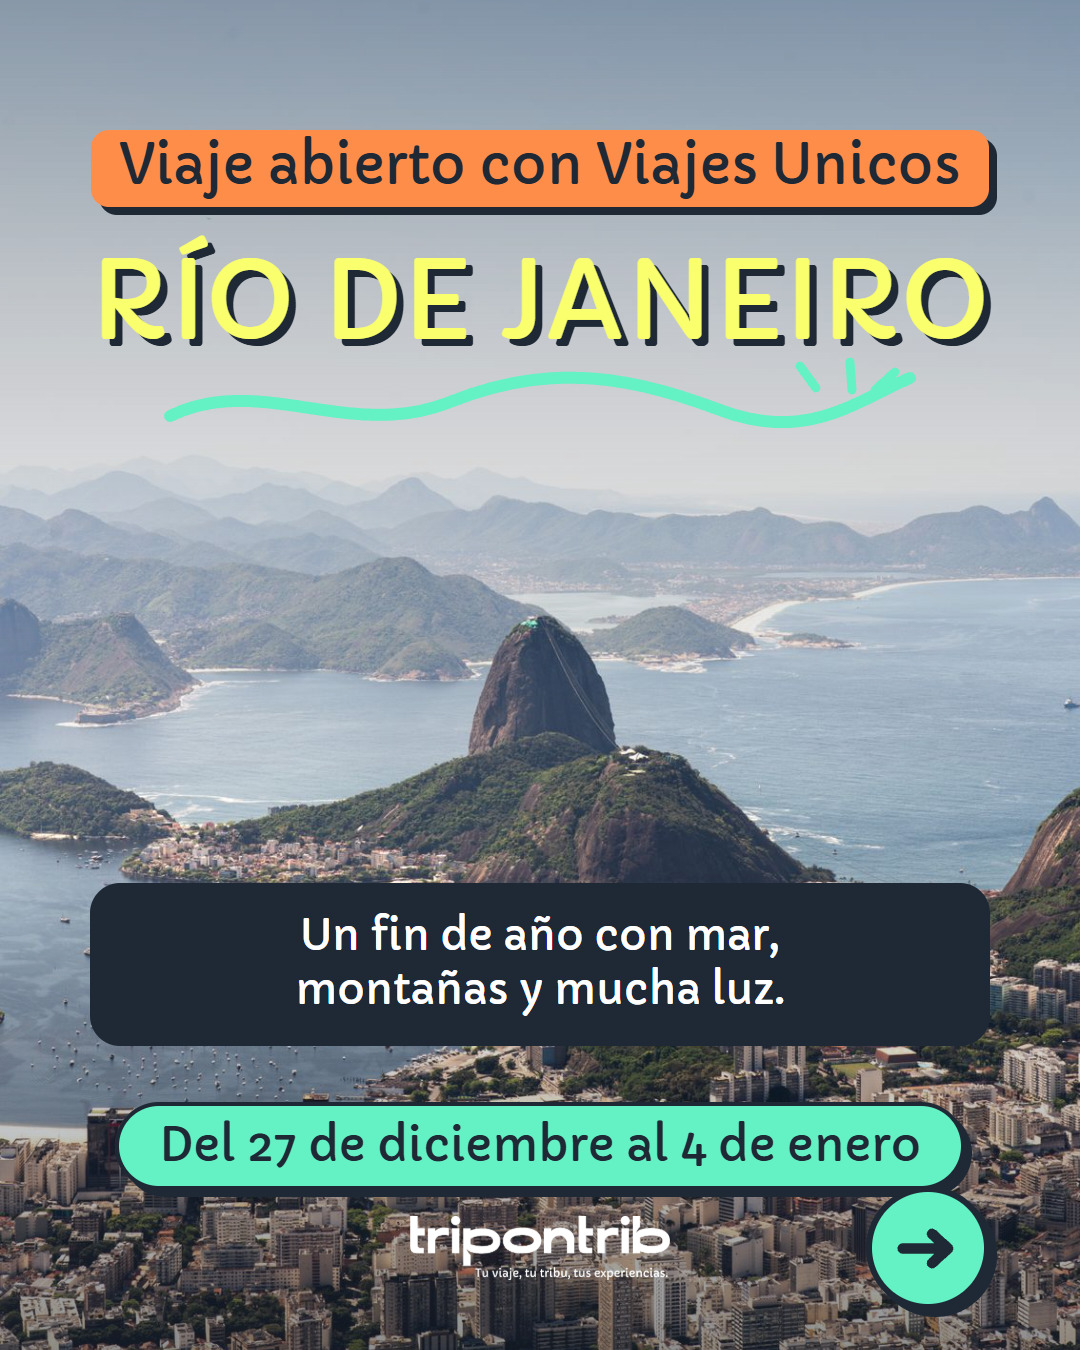 Viaje abierto con Viajes Unicos
RÍO DE JANEIRO
Un fin de año con mar,
montañas y mucha luz.
Del 27 de diciembre al 4 de enero
tripontrib
Tu viaje, tu tribu, tus experiencias.